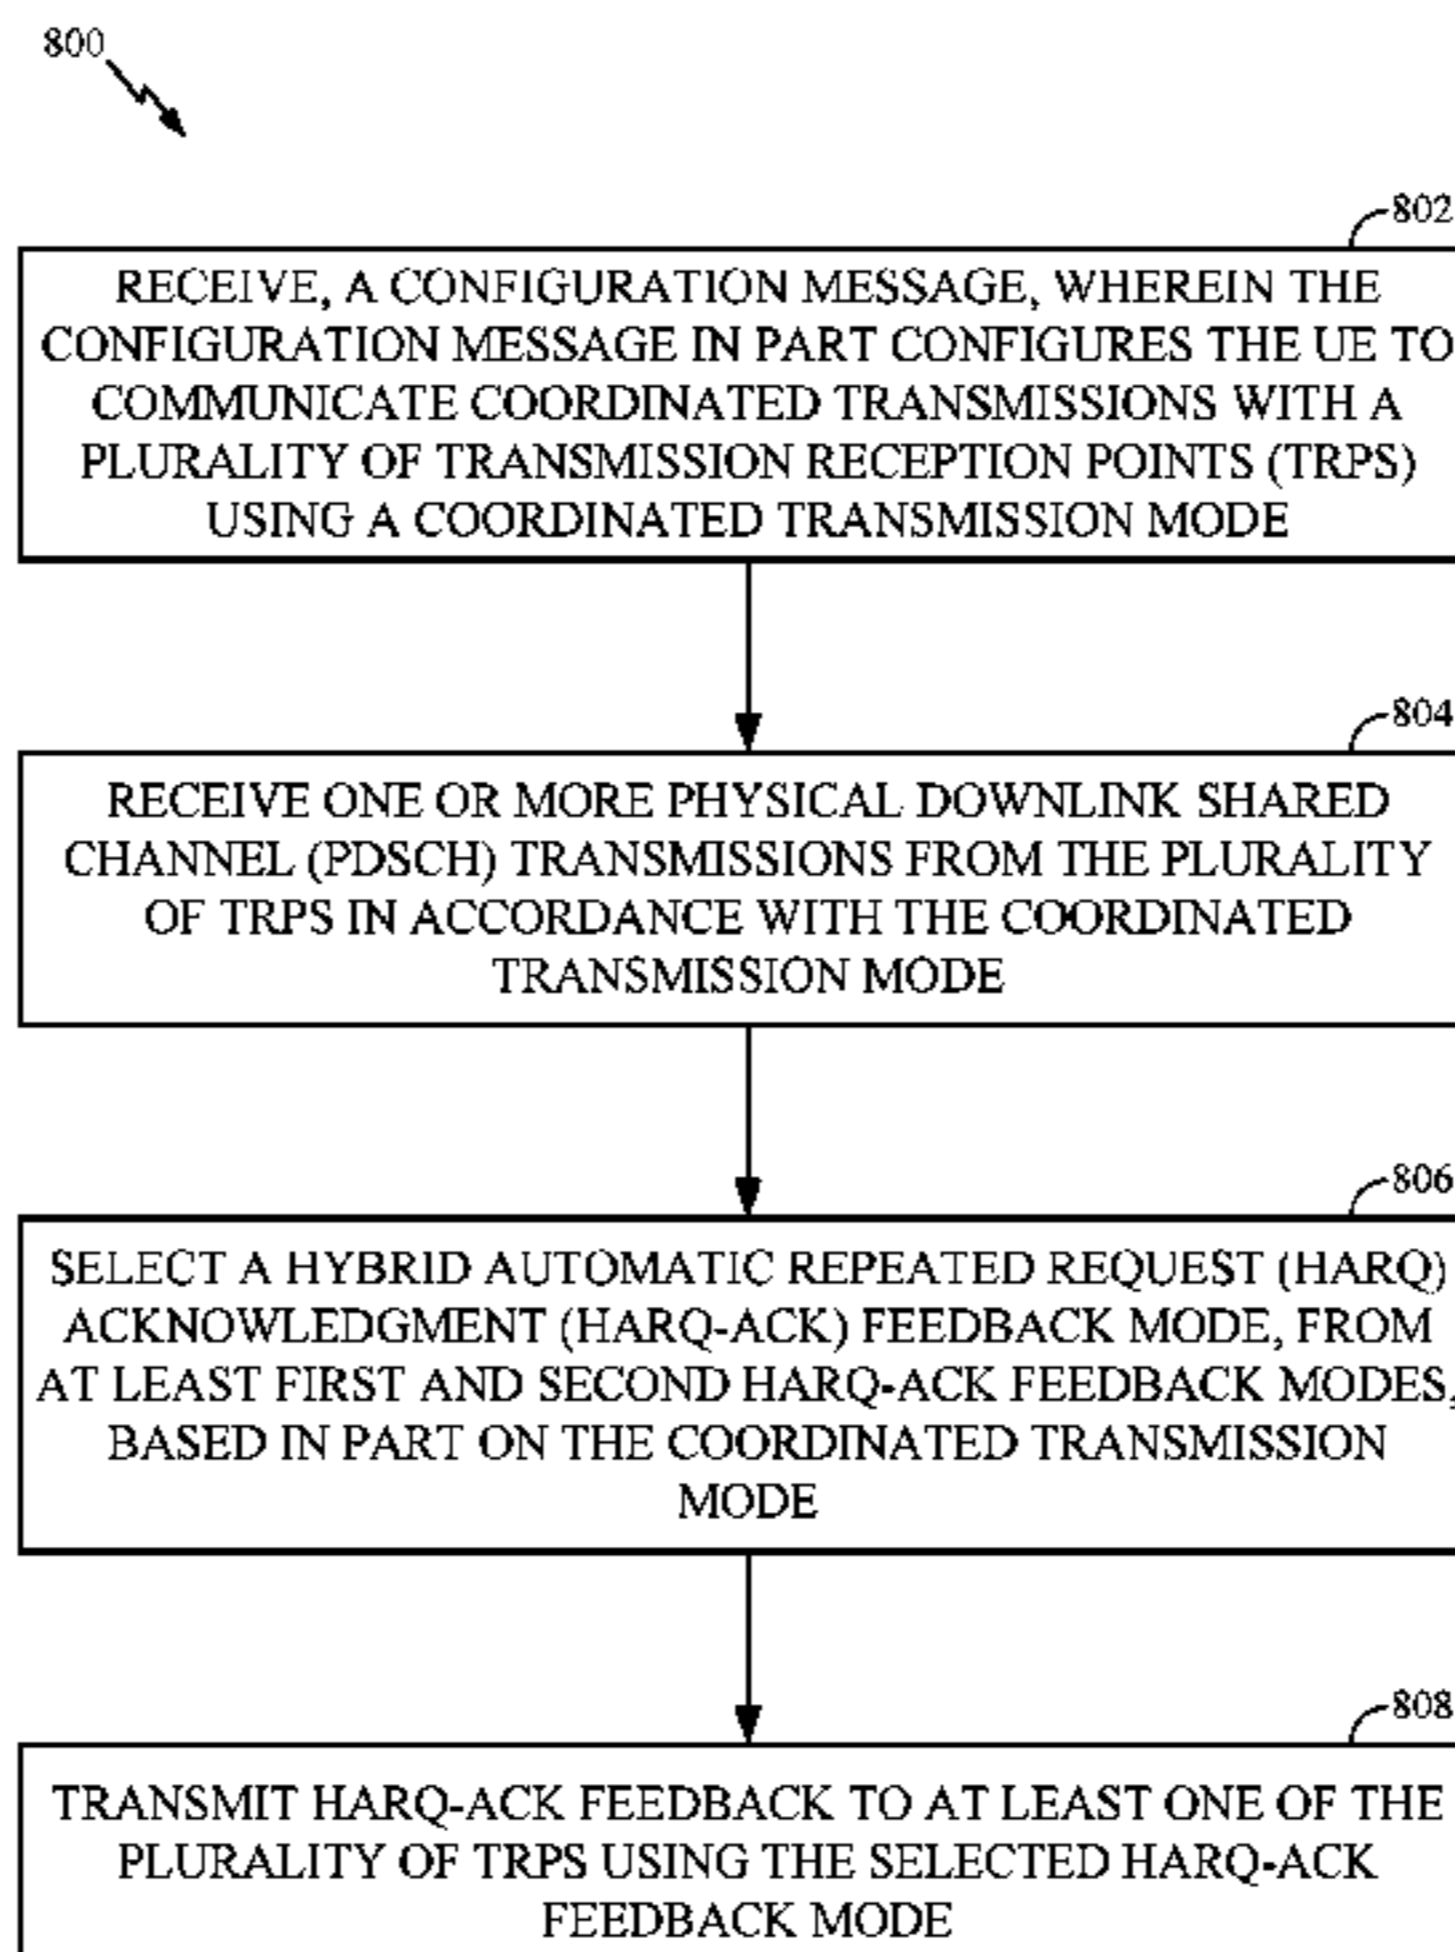 800
802
RECEIVE, A CONFIGURATION MESSAGE, WHEREIN THE
CONFIGURATION MESSAGE IN PART CONFIGURES THE UE TO
COMMUNICATE COORDINATED TRANSMISSIONS WITH A
PLURALITY OF TRANSMISSION RECEPTION POINTS (TRPS)
USING A COORDINATED TRANSMISSION MODE
804
RECEIVE ONE OR MORE PHYSICAL DOWNLINK SHARED
CHANNEL (PDSCH) TRANSMISSIONS FROM THE PLURALITY
OF TRPS IN ACCORDANCE WITH THE COORDINATED
TRANSMISSION MODE
806
SELECT A HYBRID AUTOMATIC REPEATED REQUEST (HARQ)
ACKNOWLEDGMENT (HARQ-ACK) FEEDBACK MODE, FROM
AT LEAST FIRST AND SECOND HARQ-ACK FEEDBACK MODES,
BASED IN PART ON THE COORDINATED TRANSMISSION
MODE
808
TRANSMIT HARQ-ACK FEEDBACK TO AT LEAST ONE OF THE
PLURALITY OF TRPS USING THE SELECTED HARQ-ACK
FEEDBACK MODE